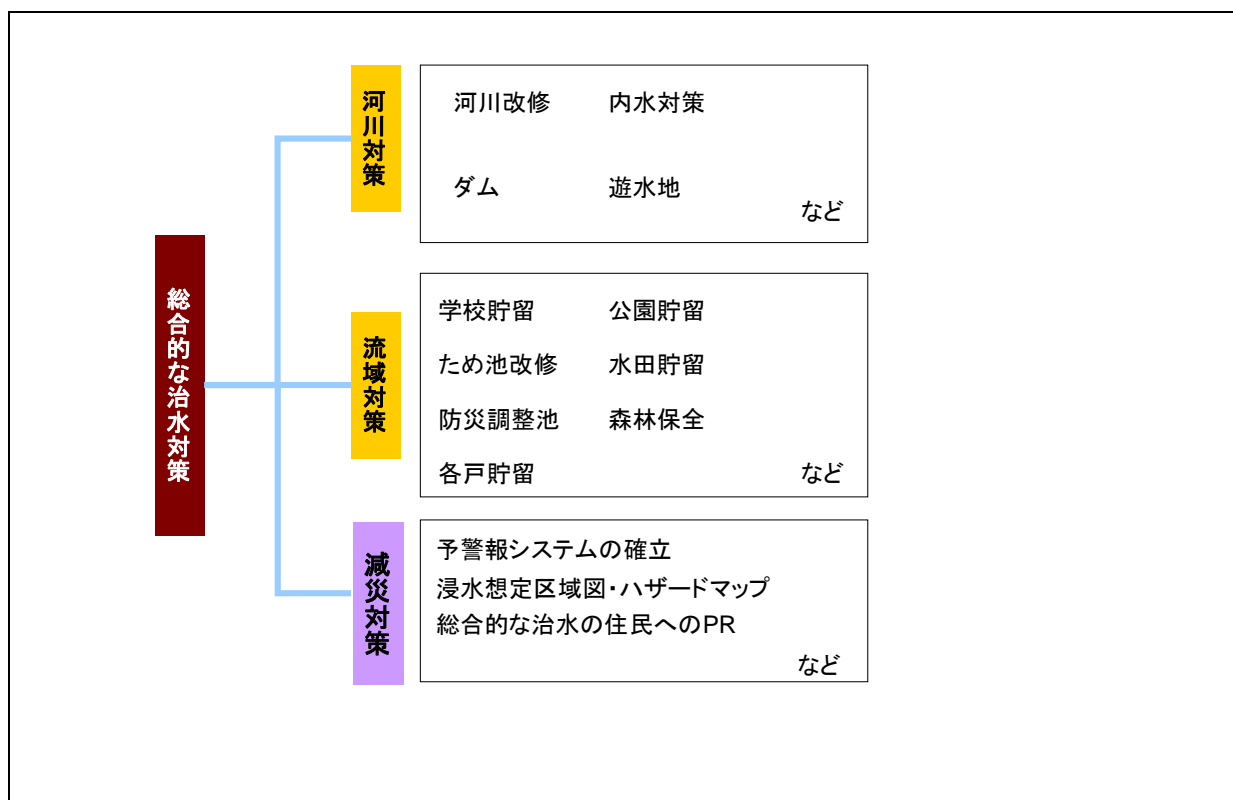 総合的な治水対策
河川対策
河川改修 内水対策
ダム 遊水地
など
流域対策
学校貯留 公園貯留
ため池改修 水田貯留
防災調整池 森林保全
各戸貯留 など
減災対策
予警報システムの確立
浸水想定区域図・ハザードマップ
総合的な治水の住民へのPR
など